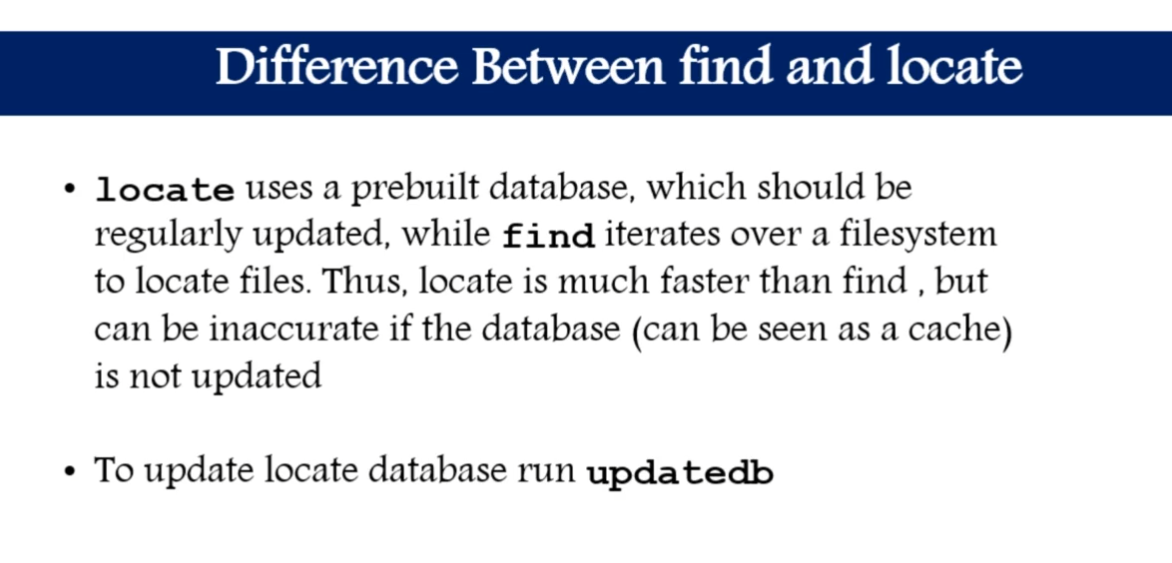 Difference Between find and locate
• locate uses a prebuilt database, which should be
regularly updated, while find iterates over a filesystem
to locate files. Thus, locate is much faster than find , but
can be inaccurate if the database (can be seen as a cache)
is not updated
• To update locate database run updatedb